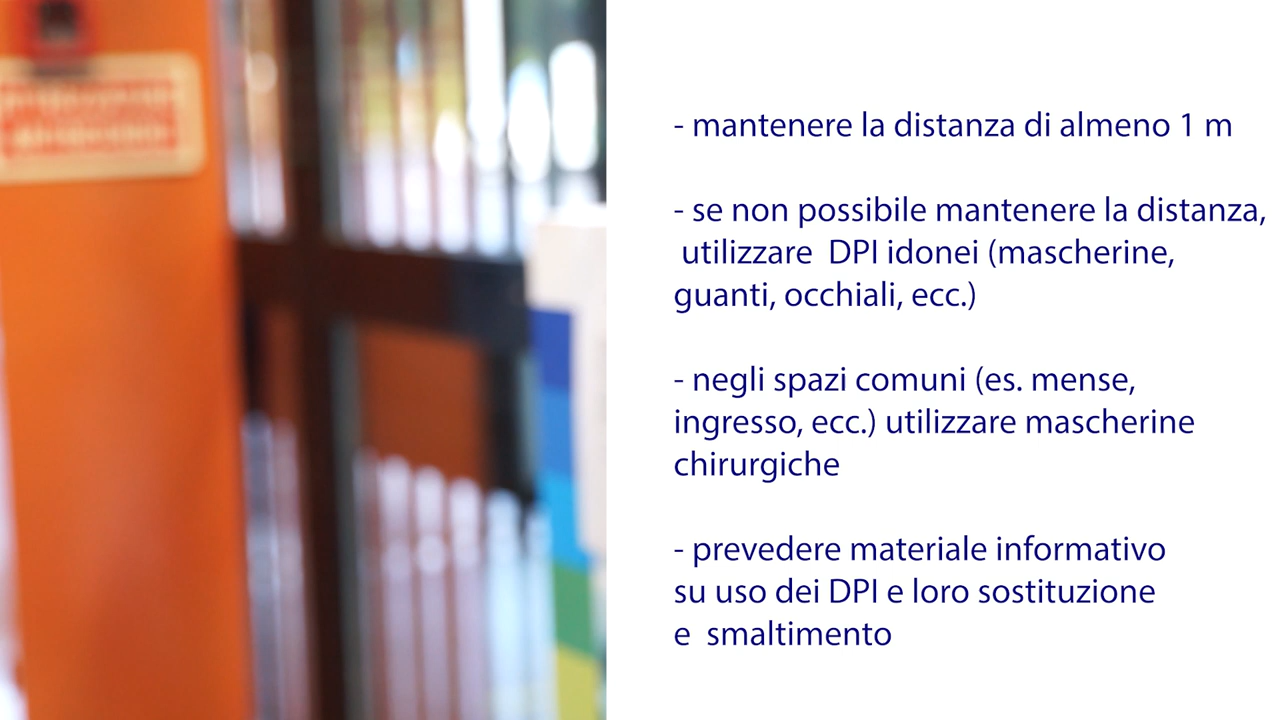 - mantenere la distanza di almeno 1 m
- se non possibile mantenere la distanza,
utilizzare DPI idonei (mascherine,
guanti, occhiali, ecc.)
- negli spazi comuni (es. mense,
ingresso, ecc.) utilizzare mascherine
chirurgiche
- prevedere materiale informativo
su uso dei DPI e loro sostituzione
e smaltimento